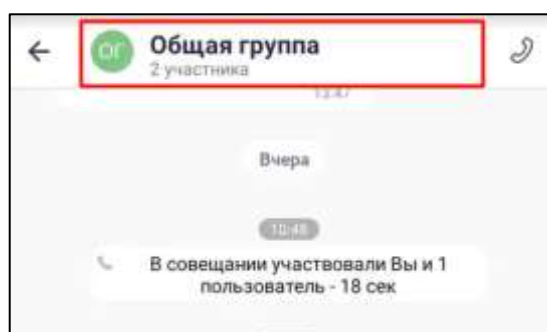 ОГ
Общая группа
2 участника
Вчера
10:48
В совещании участвовали Вы и 1
пользователь - 18 сек